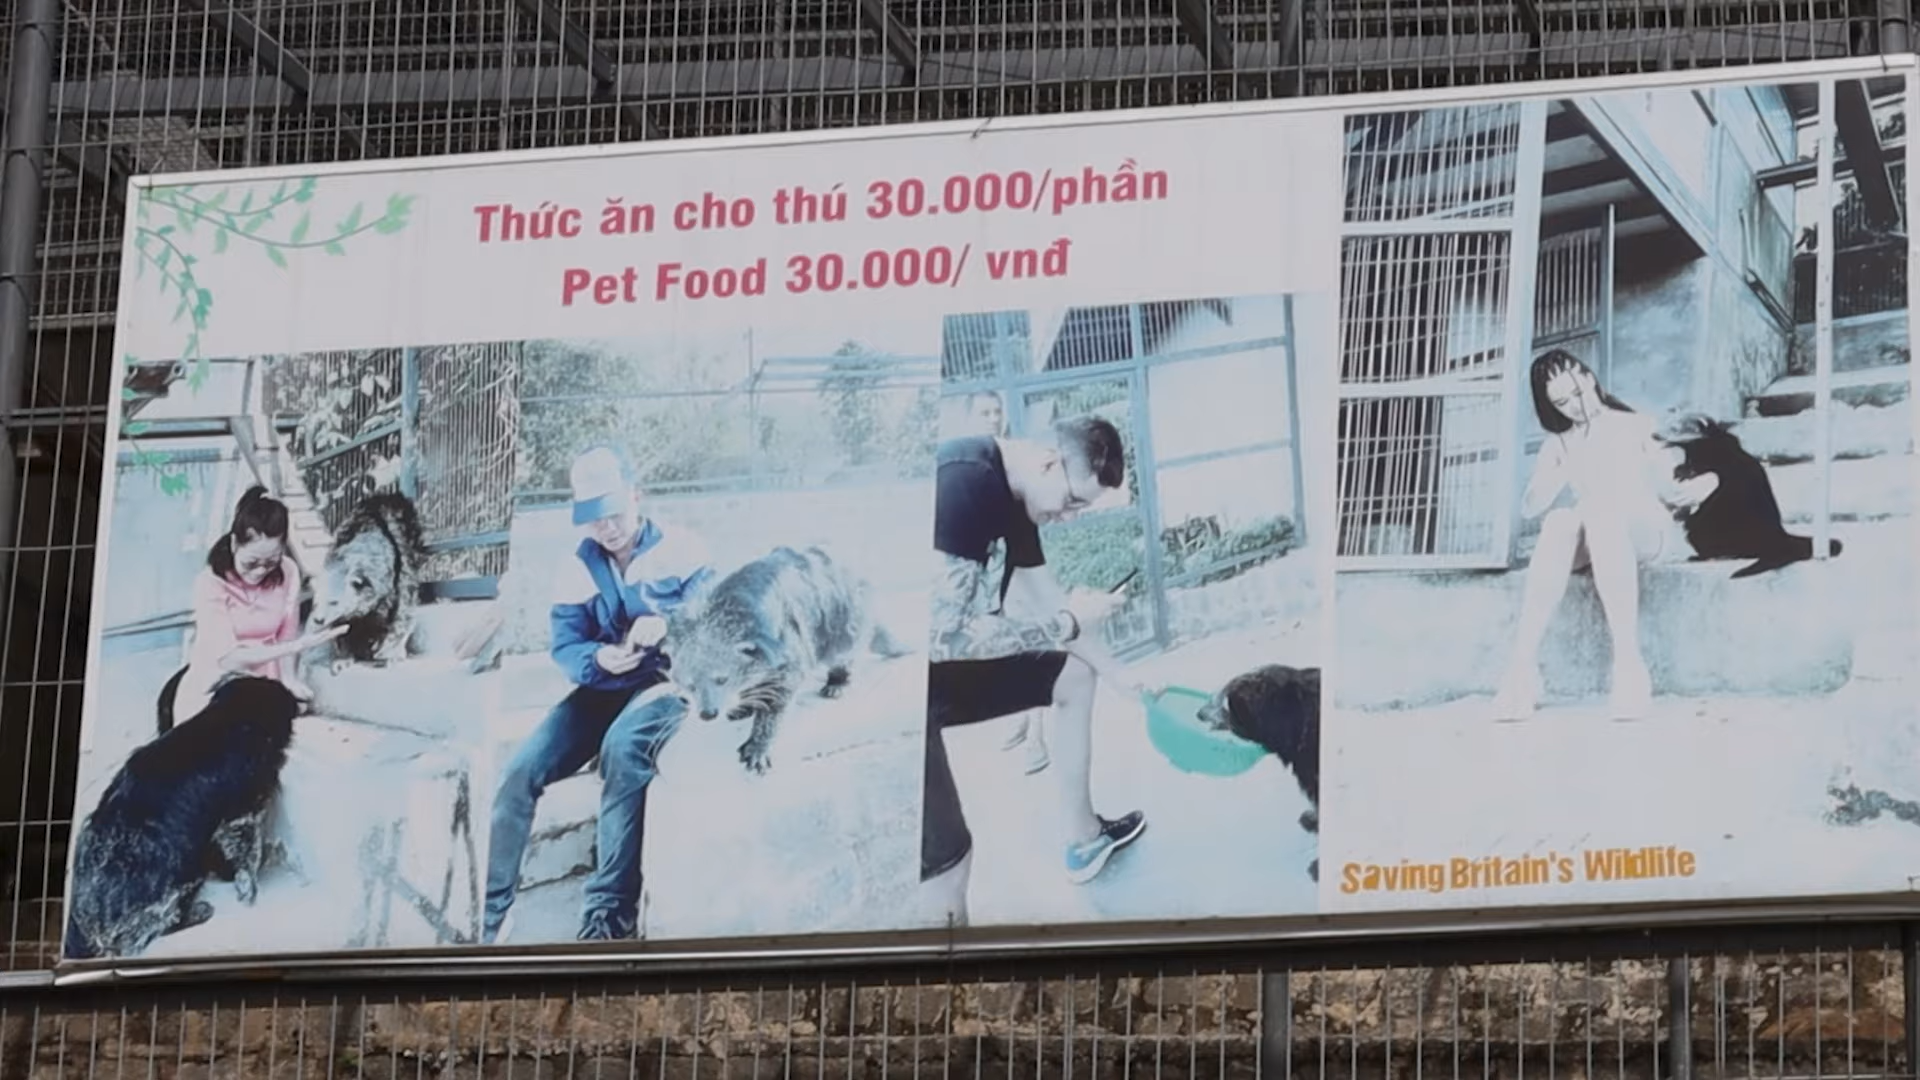 Thức ăn cho thú 30.000/phần
Pet Food 30.000/ vnđ
Saving Britain's Wildlife